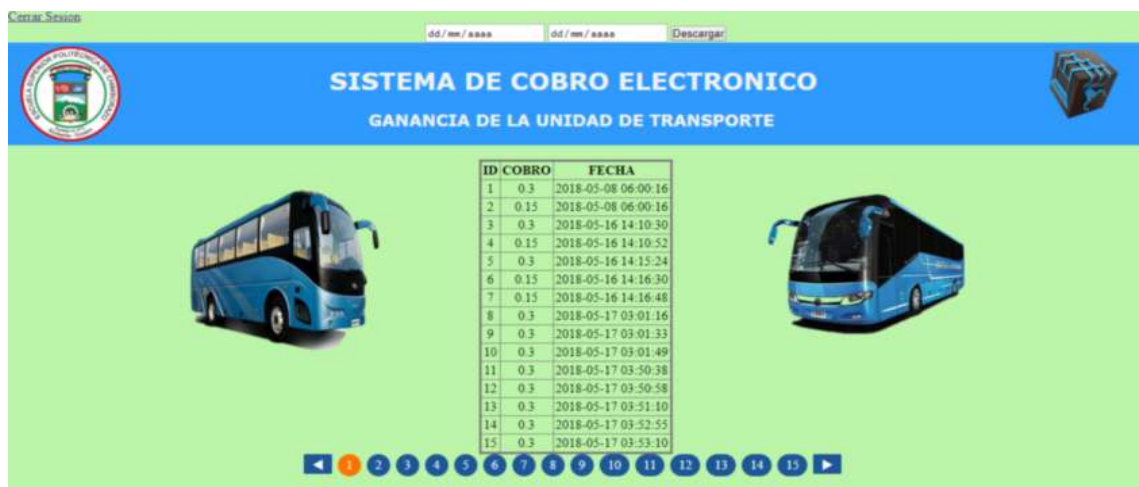 Cerrar Sesion
dd/mm/aaaa dd/mm/aaaa Descargar
SISTEMA DE COBRO ELECTRONICO
GANANCIA DE LA UNIDAD DE TRANSPORTE
ID COBRO FECHA
1 0.3 2018-05-08 06:00:16
2 0.15 2018-05-08 06:00:16
3 0.3 2018-05-16 14:10:30
4 0.15 2018-05-16 14:10:52
5 0.3 2018-05-16 14:15:24
6 0.15 2018-05-16 14:16:30
7 0.15 2018-05-16 14:16:48
8 0.3 2018-05-17 03:01:16
9 0.3 2018-05-17 03:01:33
10 0.3 2018-05-17 03:01:49
11 0.3 2018-05-17 03:50:38
12 0.3 2018-05-17 03:50:58
13 0.3 2018-05-17 03:51:10
14 0.3 2018-05-17 03:52:55
15 0.3 2018-05-17 03:53:10
1 2 3 4 5 6 7 8 9 10 11 12 13 14 15